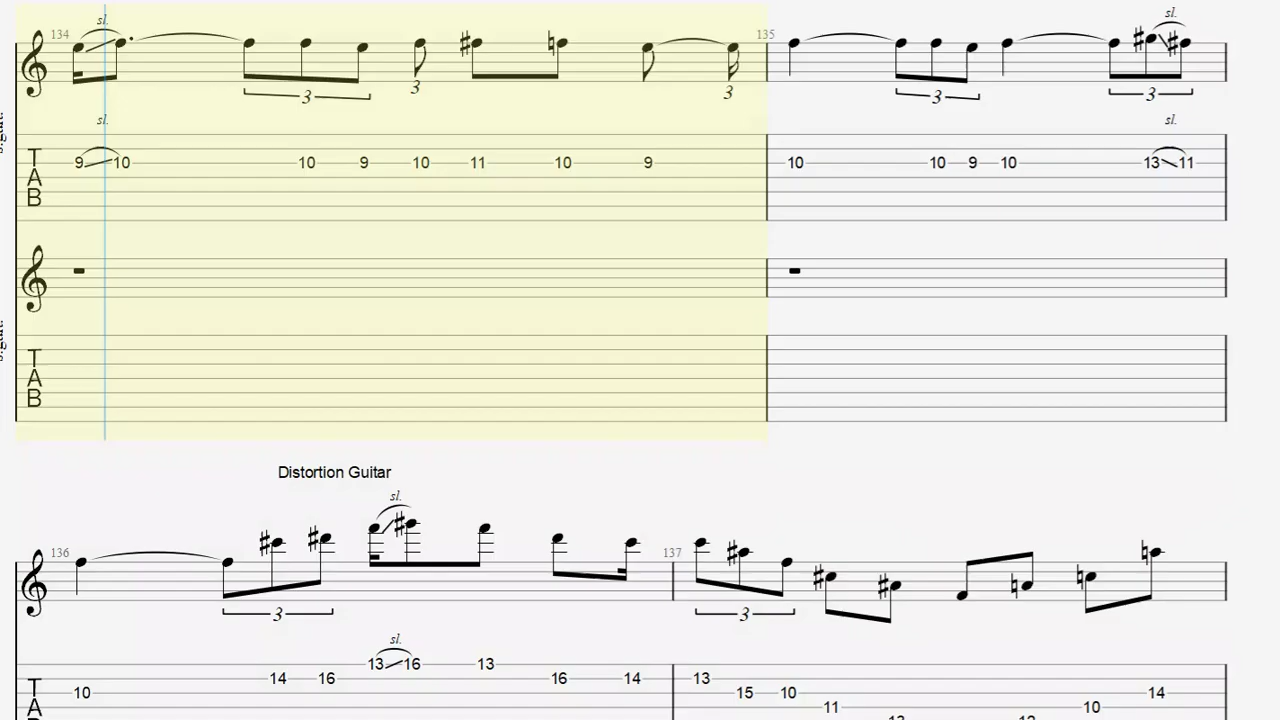 sl. sl.
134 135
3 3 3 3 3
sl. sl.
T 9 10 10 9 10 11 10 9 10 10 9 10 13 11
A
B
T
A
B
Distortion Guitar
sl.
136 137
3 3
sl.
13 16 13
14 16 16 14 13
T 10 15 10 14
A 11 10